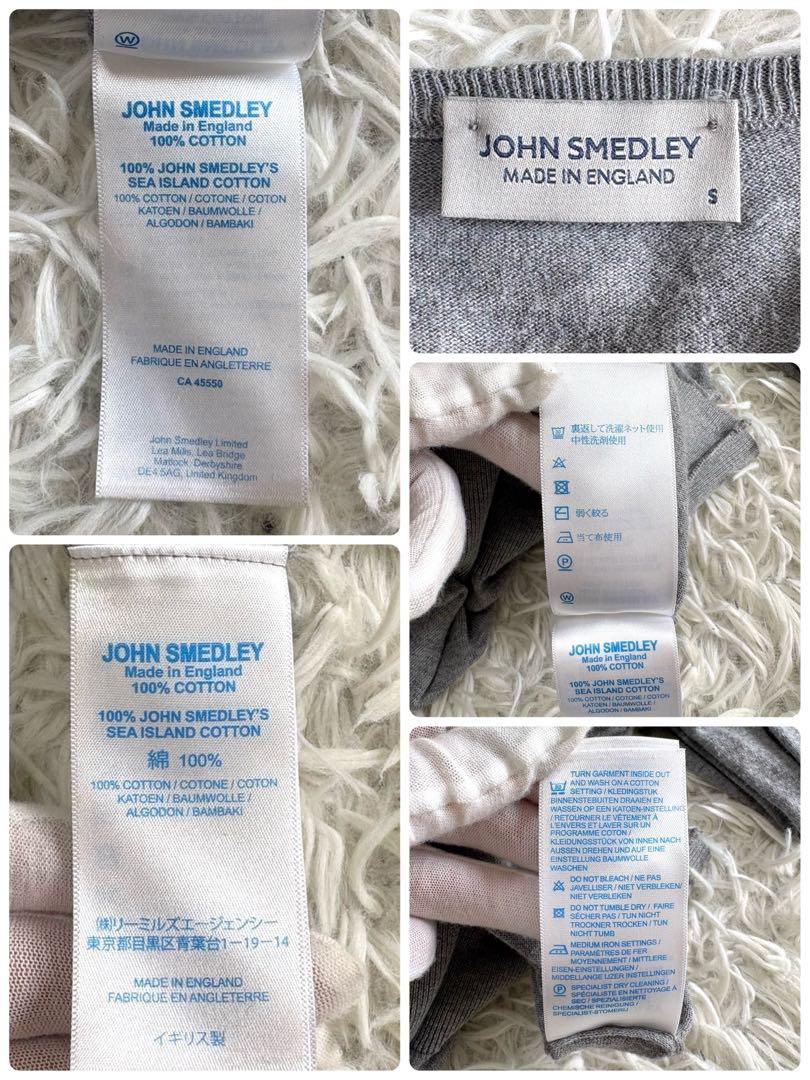 W
JOHN SMEDLEY
Made in England
100% COTTON
100% JOHN SMEDLEY'S
SEA ISLAND COTTON
100% COTTON / COTONE / COTON
KATOEN / BAUMWOLLE /
ALGODON / BAMBAKI
MADE IN ENGLAND
FABRIQUE EN ANGLETERRE
CA 45550
John Smedley Limited
Lea Mills, Lea Bridge
Matlock, Derbyshire
DE4 5AG, United Kingdom
JOHN SMEDLEY
MADE IN ENGLAND
S
裏返して洗濯ネット使用
中性洗剤使用
弱く絞る
当て布使用
P
W
JOHN SMEDLEY
Made in England
100% COTTON
100% JOHN SMEDLEY'S
SEA ISLAND COTTON
100% COTTON / COTONE / COTON
KATOEN / BAUMWOLLE /
ALGODON / BAMBAKI
JOHN SMEDLEY
Made in England
100% COTTON
100% JOHN SMEDLEY'S
SEA ISLAND COTTON
綿 100%
100% COTTON / COTONE / COTON
KATOEN / BAUMWOLLE /
ALGODON / BAMBAKI
(株)リーミルズエージェンシー
東京都目黒区青葉台1-19-14
MADE IN ENGLAND
FABRIQUE EN ANGLETERRE
イギリス製
TURN GARMENT INSIDE OUT
AND WASH ON A COTTON
SETTING / KLEDINGSTUK
BINNENSTEBUITEN DRAAIEN EN
WASSEN OP EEN KATOEN-INSTELLING
/ RETOURNER LE VÊTEMENT À
L'ENVERS ET LAVER SUR UN
PROGRAMME COTON /
KLEIDUNGSSTÜCK VON INNEN NACH
AUSSEN DREHEN UND AUF EINE
EINSTELLUNG BAUMWOLLE
WASCHEN
DO NOT BLEACH / NE PAS
JAVELLISER / NIET VERBLEKEN/
NIET VERBLEKEN
DO NOT TUMBLE DRY / FAIRE
SÉCHER PAS / TUN NICHT
TROCKNER TROCKEN / TUN
NICHT TUMB
MEDIUM IRON SETTINGS /
PARAMÈTRES DE FER
MOYENNEMENT / MITTLERE
EISEN-EINSTELLUNGEN /
MIDDELLANGE IJZER INSTELLINGEN
P
SPECIALIST DRY CLEANING /
SPÉCIALISTE EN NETTOYAGE À
SEC / SPEZIALISIERTE
CHEMISCHE REINIGUNG /
SPECIALIST-STOMERIJ